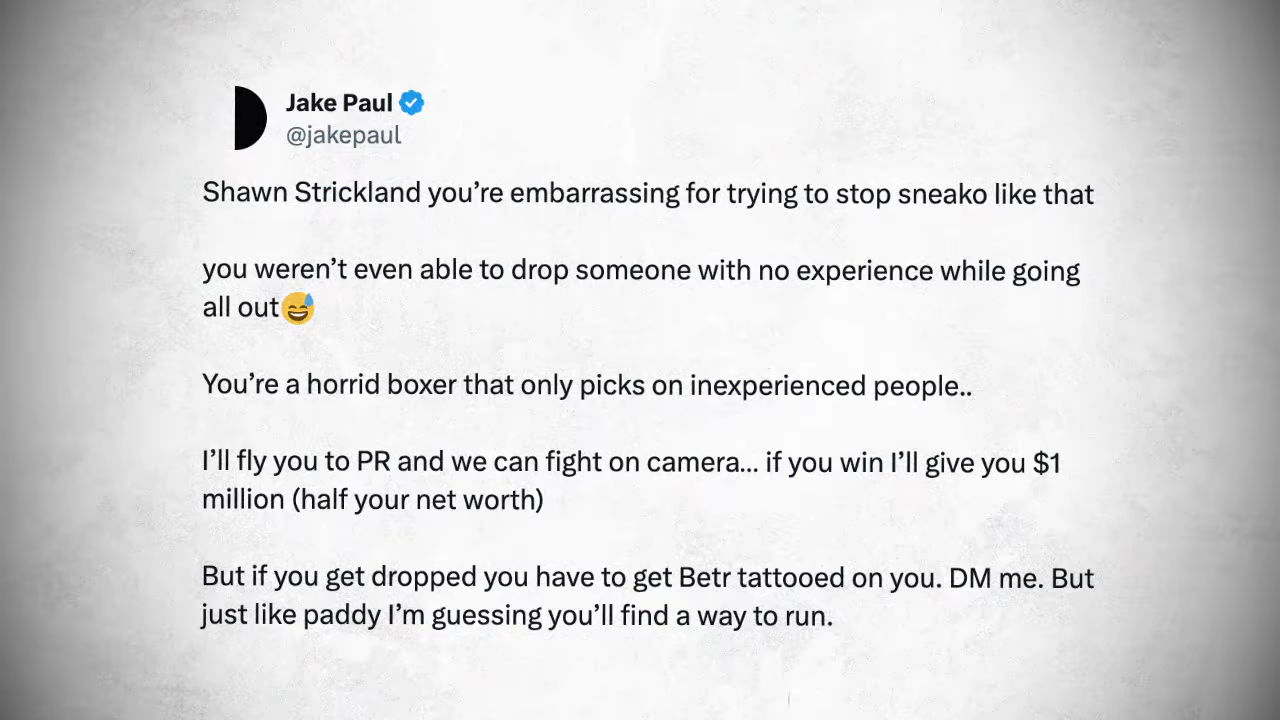 Jake Paul
@jakepaul
Shawn Strickland you’re embarrassing for trying to stop sneako like that
you weren’t even able to drop someone with no experience while going
all out😅
You’re a horrid boxer that only picks on inexperienced people..
I’ll fly you to PR and we can fight on camera... if you win I’ll give you $1
million (half your net worth)
But if you get dropped you have to get Betr tattooed on you. DM me. But
just like paddy I’m guessing you’ll find a way to run.